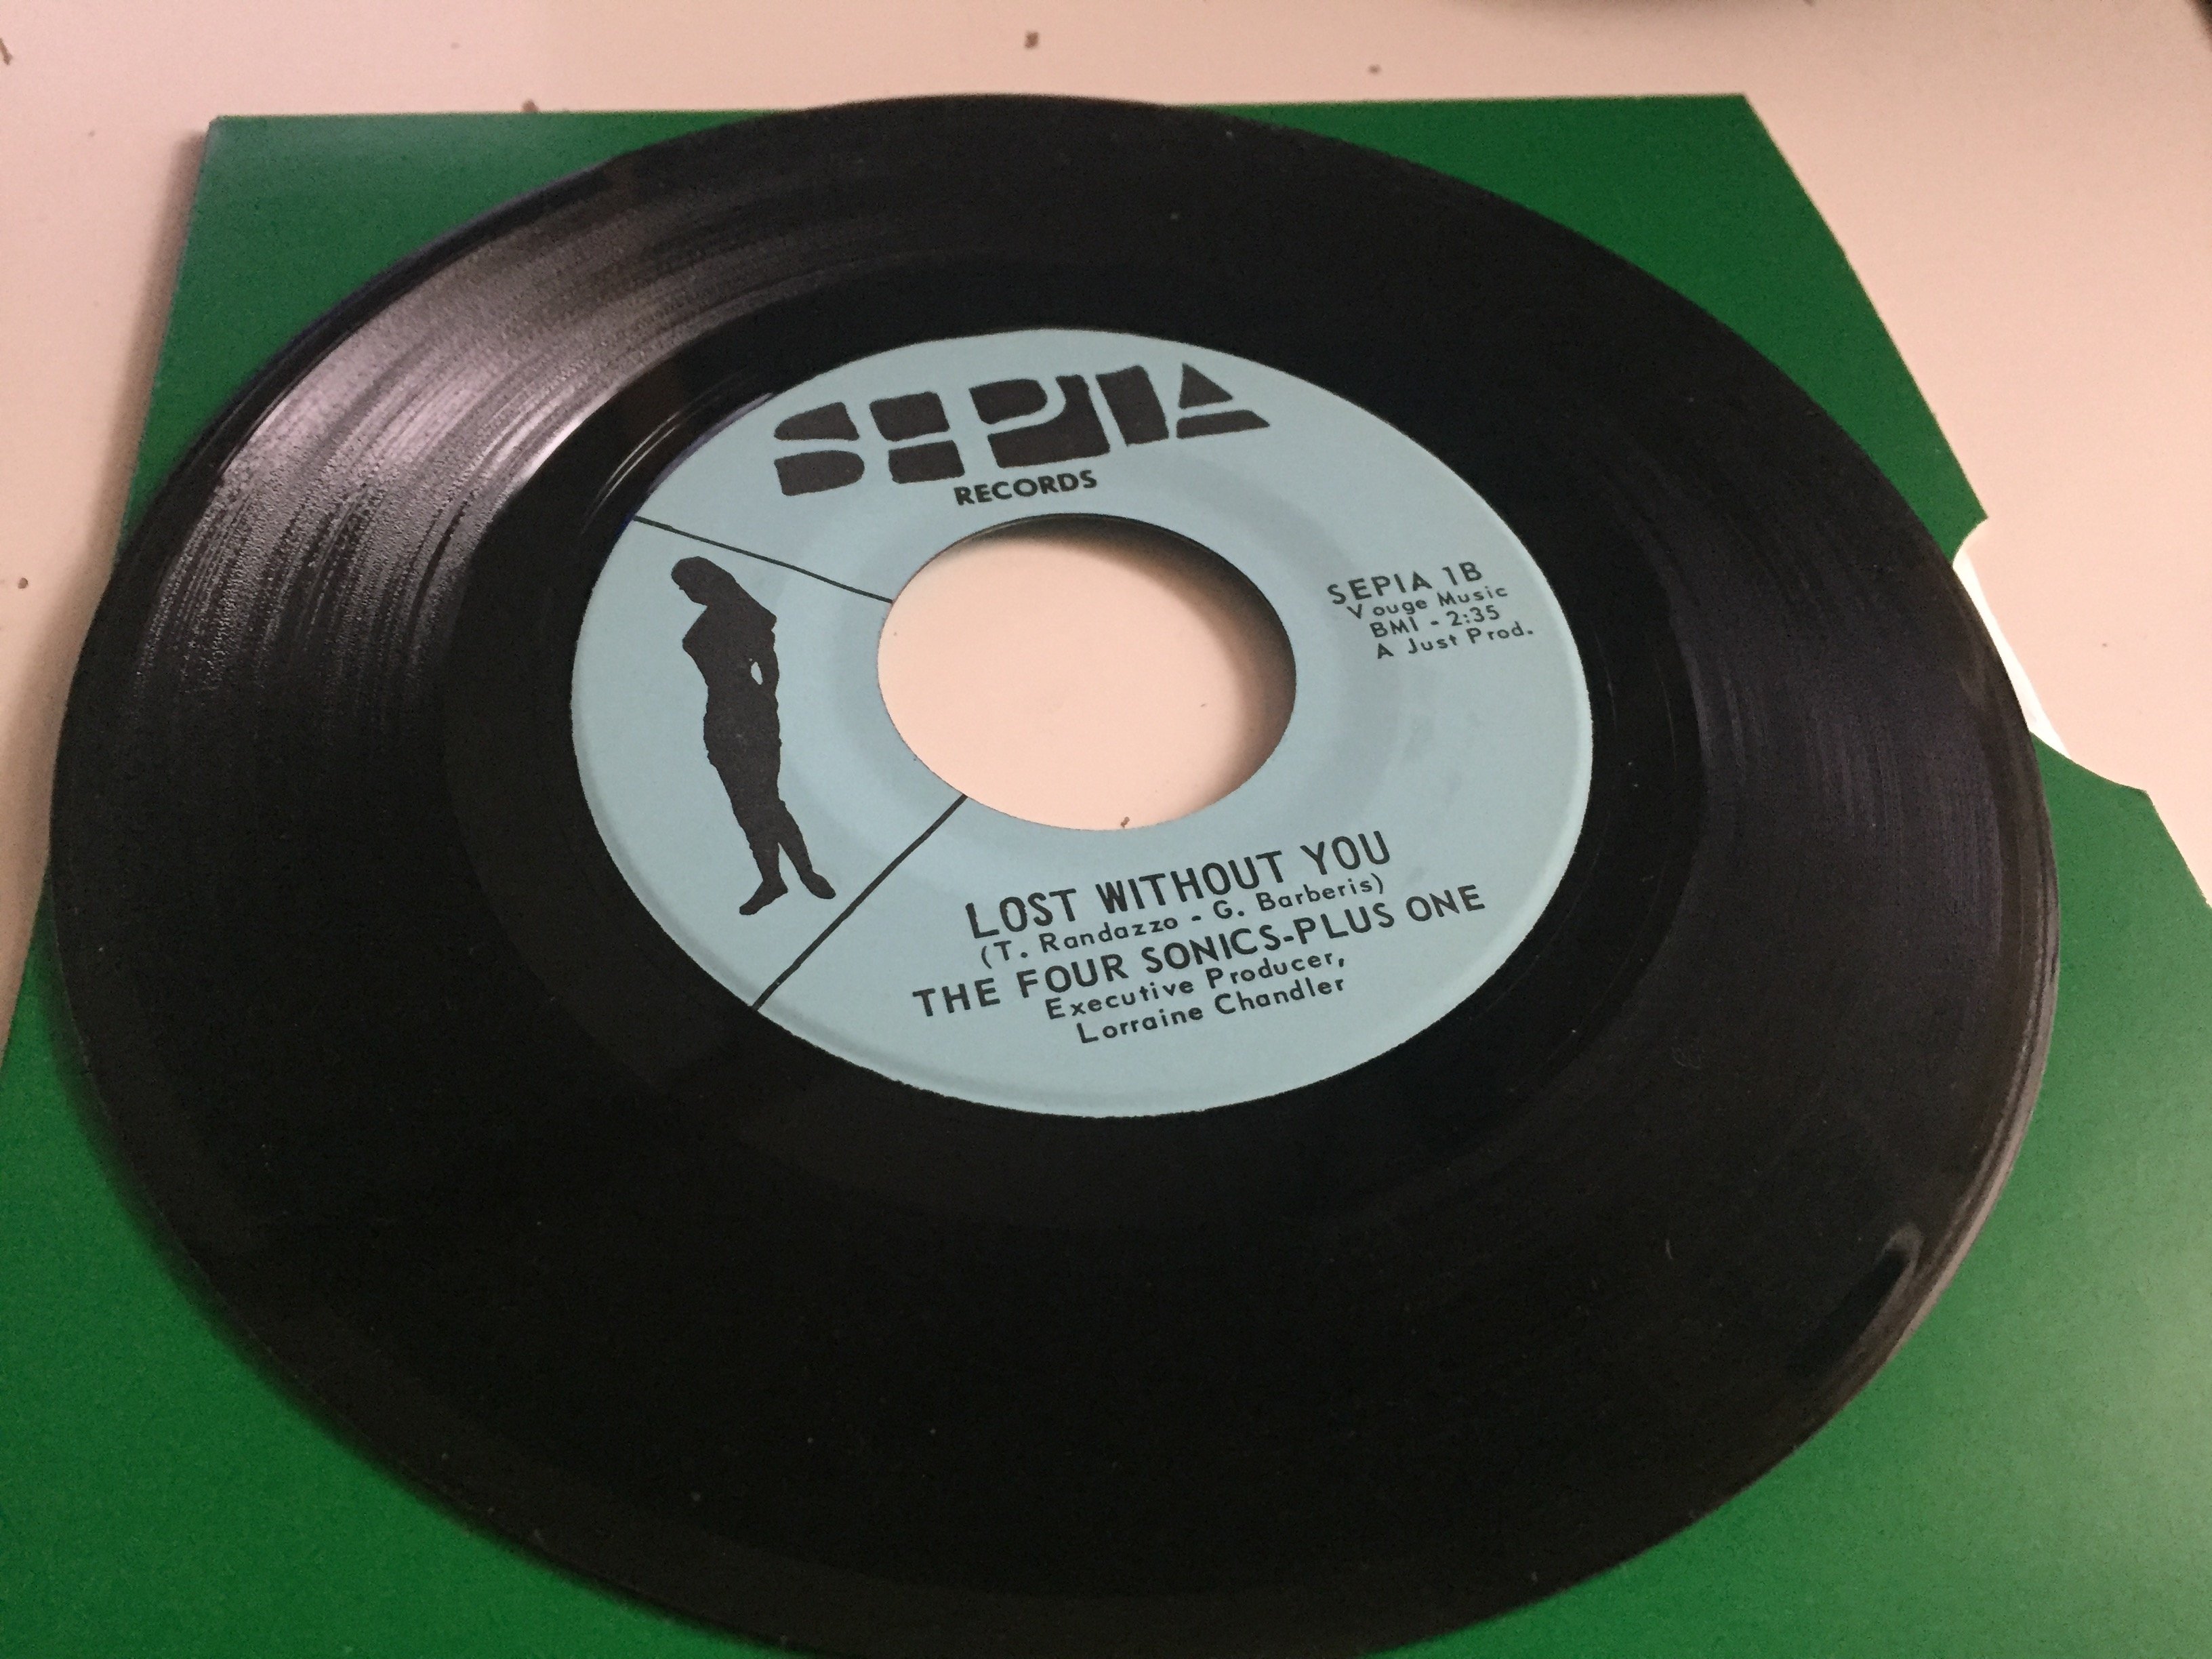 SEPIA
RECORDS
SEPIA 1B
Vouge Music
BMI - 2:35
A Just Prod.
LOST WITHOUT YOU
(T. Randazzo - G. Barberis)
THE FOUR SONICS-PLUS ONE
Executive Producer,
Lorraine Chandler